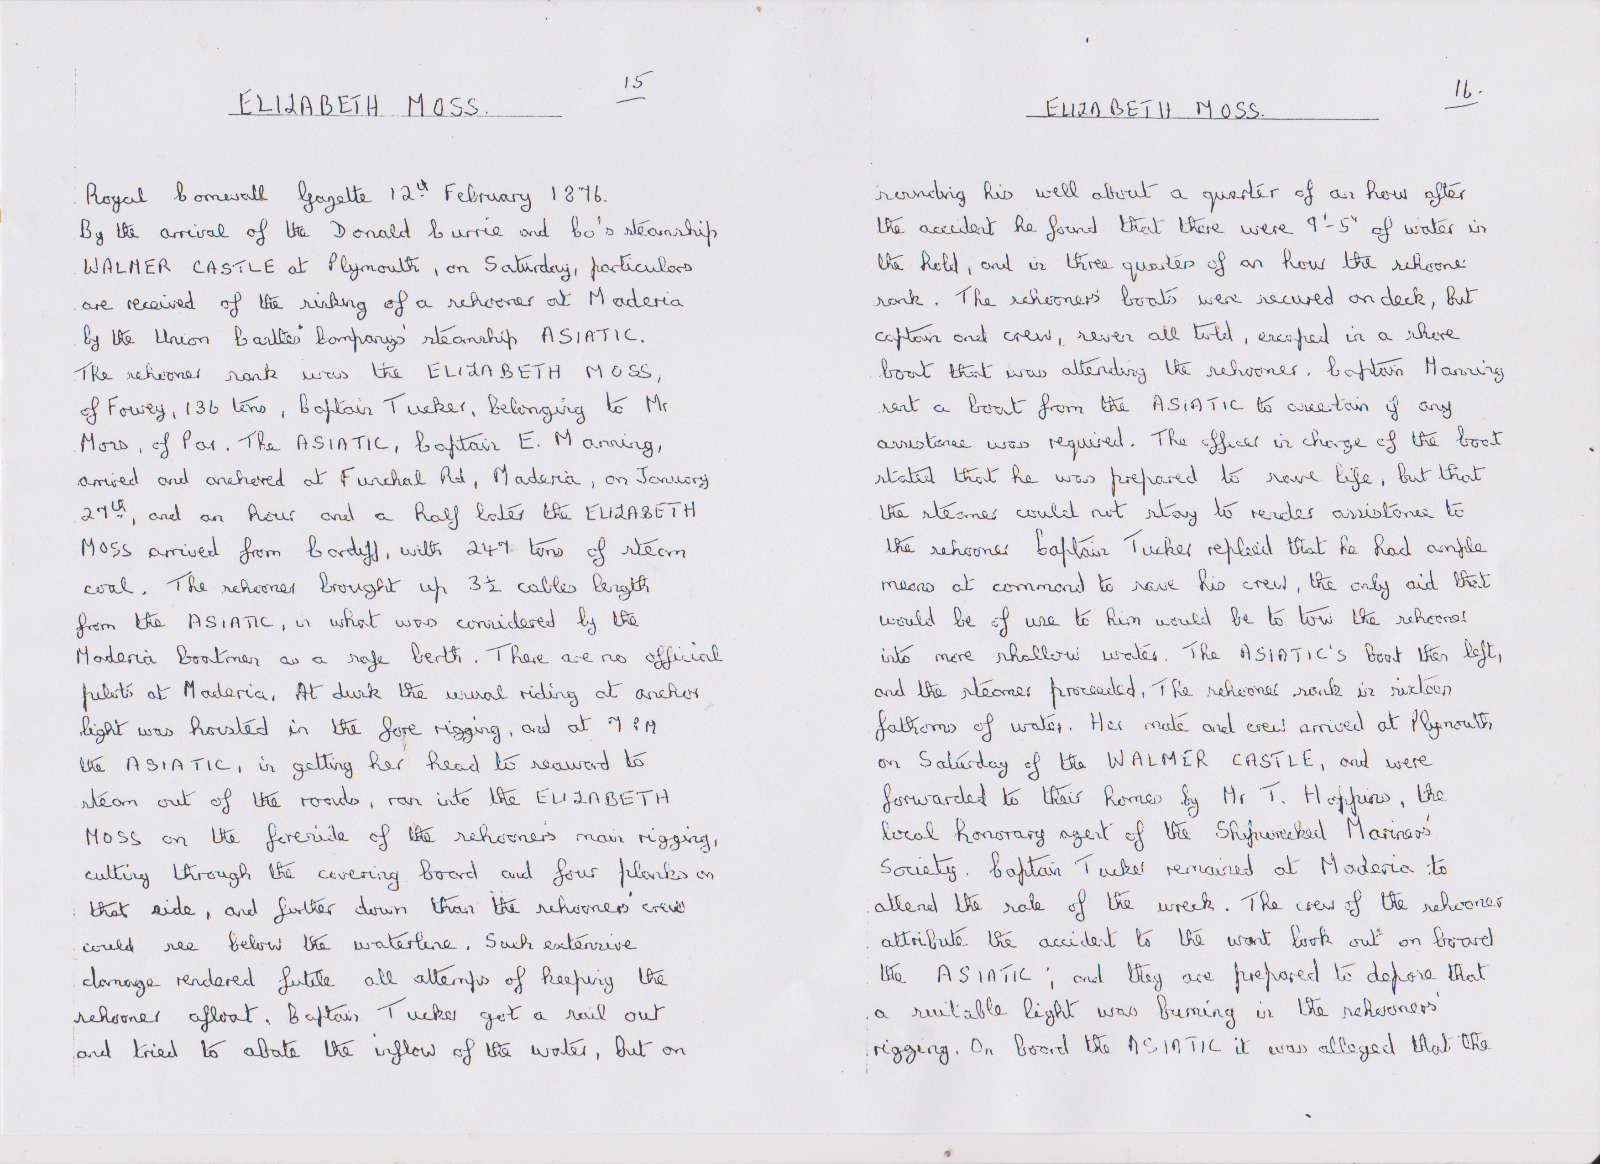 15
ELIZABETH MOSS.
Royal Cornwall Gazette 12th February 1876.
By the arrival of the Donald Currie and Co's steamship
WALMER CASTLE at Plymouth, on Saturday, particulars
are received of the sinking of a schooner at Maderia
by the Union Castles' Company's steamship ASIATIC.
The schooner sank was the ELIZABETH MOSS,
of Fowey, 136 tons, Captain Tucker, belonging to Mr
Moss, of Par. The ASIATIC, Captain E. Manning,
arrived and anchored at Funchal Rd, Maderia, on January
27th, and an hour and a half later the ELIZABETH
MOSS arrived from Cardiff, with 247 tons of steam
coal. The schooner brought up 3½ cables length
from the ASIATIC, in what was considered by the
Maderia boatmen as a safe berth. There are no official
pilots at Maderia. At dusk the usual riding at anchor
light was hoisted in the fore rigging, and at 7 PM
the ASIATIC, in getting her head to seaward to
steam out of the roads, ran into the ELIZABETH
MOSS on the foreside of the schooners main rigging,
cutting through the covering board and four planks on
that side, and further down than the schooners' crew
could see below the waterline. Such extensive
damage rendered futile all attemps of keeping the
schooner afloat. Captain Tucker got a sail out
and tried to abate the inflow of the water, but on
16.
ELIZABETH MOSS.
sounding his well about a quarter of an hour after
the accident he found that there were 9'-5" of water in
the hold, and in three quarters of an hour the schooner
sank. The schooners' boats were secured on deck, but
captain and crew, seven all told, escaped in a shore
boat that was attending the schooner. Captain Manning
sent a boat from the ASIATIC to ascertain if any
assistance was required. The officer in charge of the boat
stated that he was prepared to save life, but that
the steamer could not stay to render assistance to
the schooner Captain Tucker replied that he had ample
means at command to save his crew, the only aid that
would be of use to him would be to tow the schooner
into more shallow water. The ASIATIC'S boat then left,
and the steamer proceeded. The schooner sank in sixteen
fathoms of water. Her mate and crew arrived at Plymouth
on Saturday of the WALMER CASTLE, and were
forwarded to their homes by Mr T. Hoppins, the
local honorary agent of the Shipwrecked Mariners'
Society. Captain Tucker remained at Maderia to
attend the sale of the wreck. The crew of the schooner
attribute the accident to the want look out on board
the ASIATIC; and they are prepared to depose that
a suitable light was burning in the schooners'
rigging. On board the ASIATIC it was alleged that the